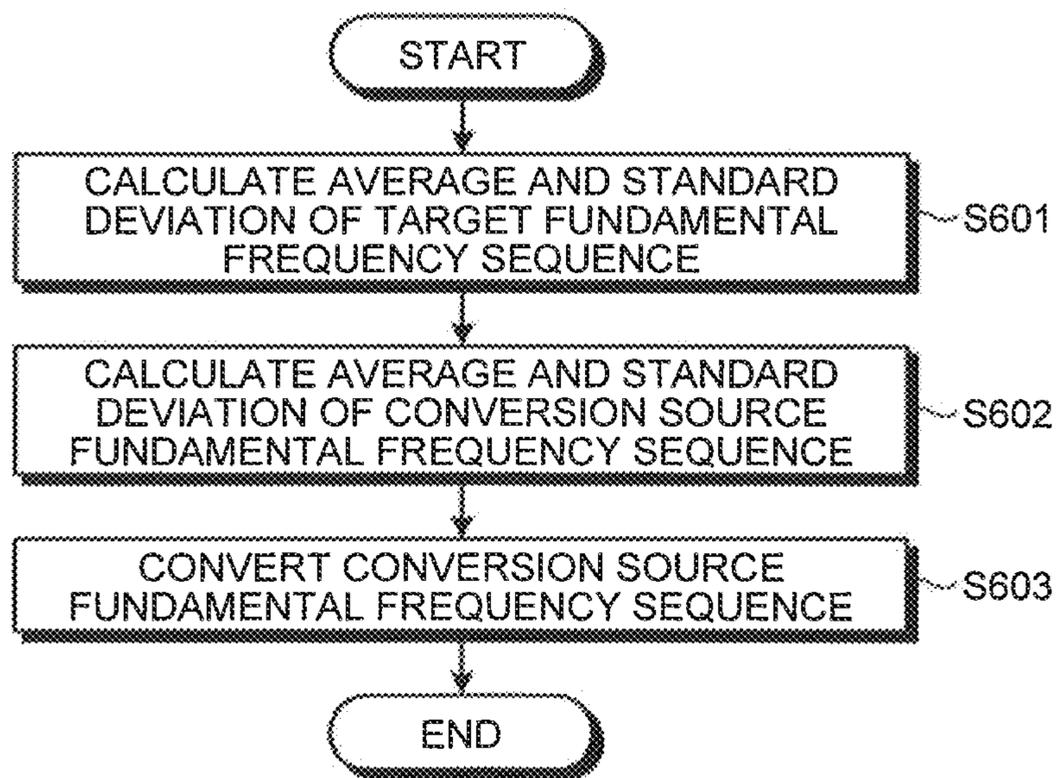 START
CALCULATE AVERAGE AND STANDARD
DEVIATION OF TARGET FUNDAMENTAL
FREQUENCY SEQUENCE
S601
CALCULATE AVERAGE AND STANDARD
DEVIATION OF CONVERSION SOURCE
FUNDAMENTAL FREQUENCY SEQUENCE
S602
CONVERT CONVERSION SOURCE
FUNDAMENTAL FREQUENCY SEQUENCE
S603
END